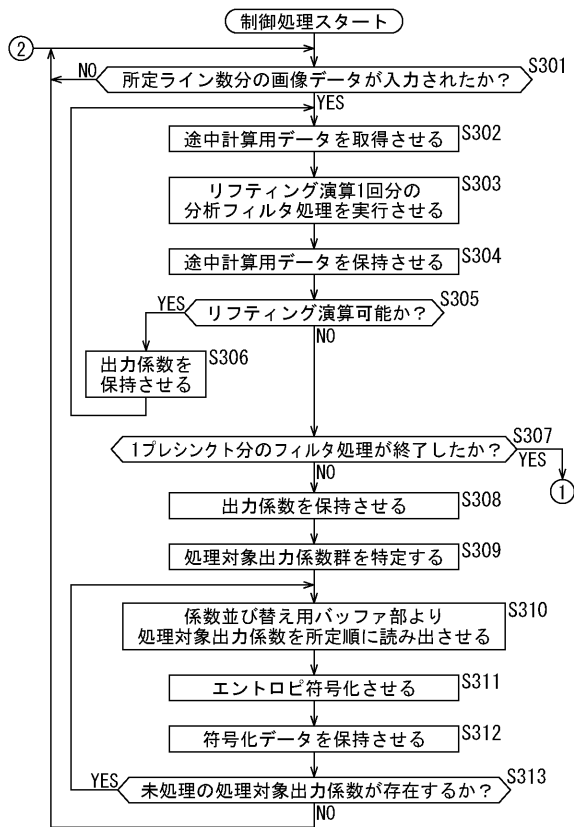 制御処理スタート
②
S301
NO
所定ライン数分の画像データが入力されたか？
YES
S302
途中計算用データを取得させる
S303
リフティング演算1回分の
分析フィルタ処理を実行させる
S304
途中計算用データを保持させる
S305
YES
リフティング演算可能か？
NO
S306
出力係数を
保持させる
S307
1プレシンクト分のフィルタ処理が終了したか？
YES
NO
①
S308
出力係数を保持させる
S309
処理対象出力係数群を特定する
S310
係数並び替え用バッファ部より
処理対象出力係数を所定順に読み出させる
S311
エントロピ符号化させる
S312
符号化データを保持させる
S313
YES
未処理の処理対象出力係数が存在するか？
NO